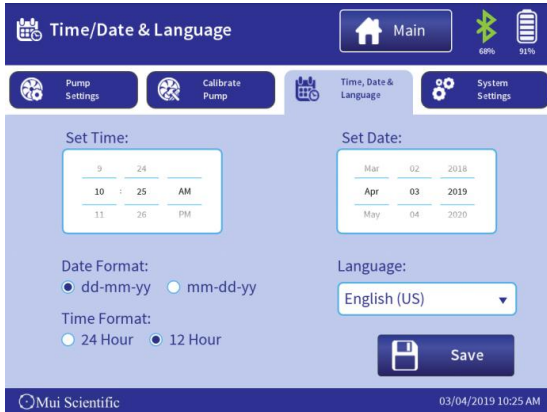 Time/Date & Language
Main
68%
91%
Pump
Settings
Calibrate
Pump
Time, Date &
Language
System
Settings
Set Time:
9 24
10 : 25 AM
11 26 PM
Set Date:
Mar 02 2018
Apr 03 2019
May 04 2020
Date Format:
dd-mm-yy mm-dd-yy
Time Format:
24 Hour 12 Hour
Language:
English (US)
Save
Mui Scientific
03/04/2019 10:25 AM